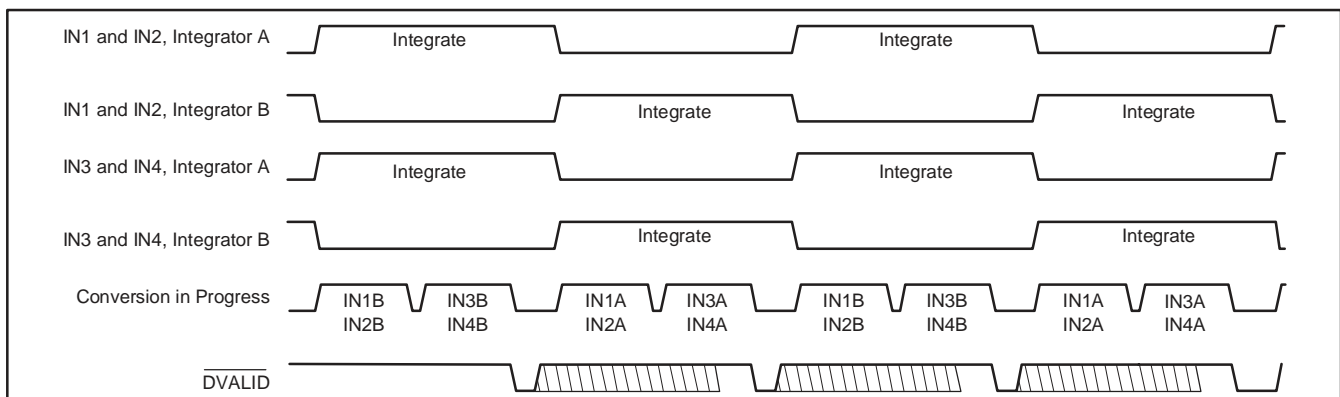 IN1 and IN2, Integrator A
Integrate
Integrate
IN1 and IN2, Integrator B
Integrate
Integrate
IN3 and IN4, Integrator A
Integrate
Integrate
IN3 and IN4, Integrator B
Integrate
Integrate
Conversion in Progress
IN1B IN3B IN1A IN3A IN1B IN3B IN1A IN3A
IN2B IN4B IN2A IN4A IN2B IN4B IN2A IN4A
DVALID